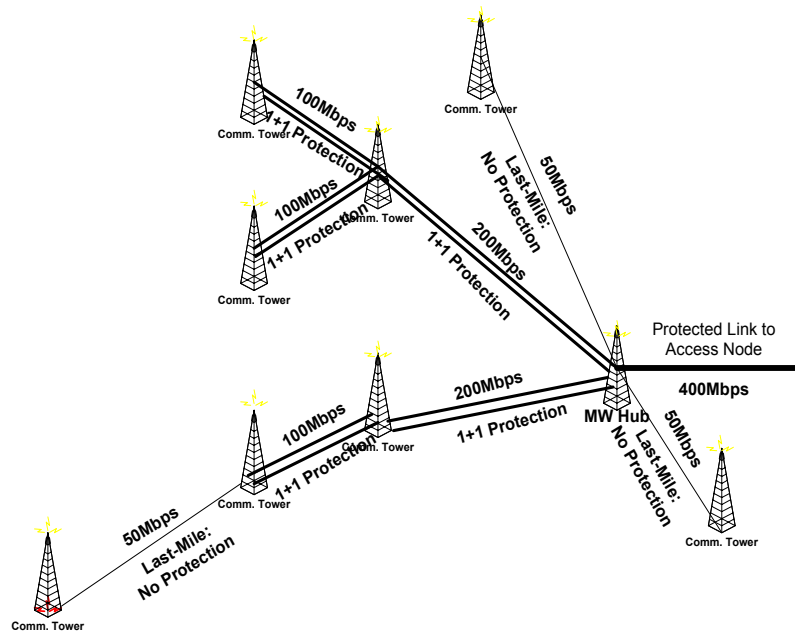 100Mbps
1+1 Protection
Comm. Tower
Comm. Tower
50Mbps
Last-Mile:
No Protection
100Mbps
1+1 Protection
Comm. Tower
Comm. Tower
200Mbps
1+1 Protection
Protected Link to
Access Node
400Mbps
MW Hub
200Mbps
1+1 Protection
100Mbps
1+1 Protection
Comm. Tower
Comm. Tower
50Mbps
Last-Mile:
No Protection
Comm. Tower
50Mbps
Last-Mile:
No Protection
Comm. Tower